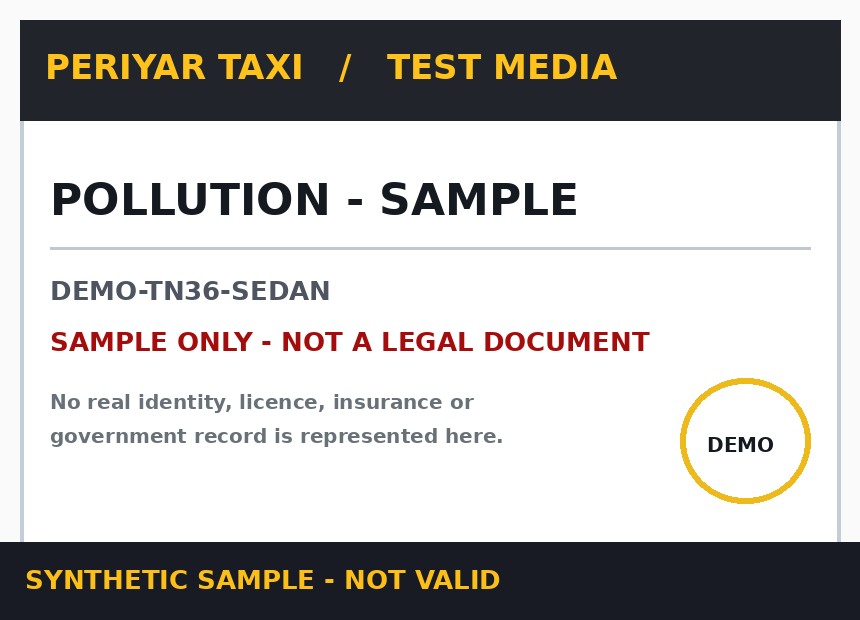 PERIYAR TAXI / TEST MEDIA
POLLUTION - SAMPLE
DEMO-TN36-SEDAN
SAMPLE ONLY - NOT A LEGAL DOCUMENT
No real identity, licence, insurance or
government record is represented here.
DEMO
SYNTHETIC SAMPLE - NOT VALID